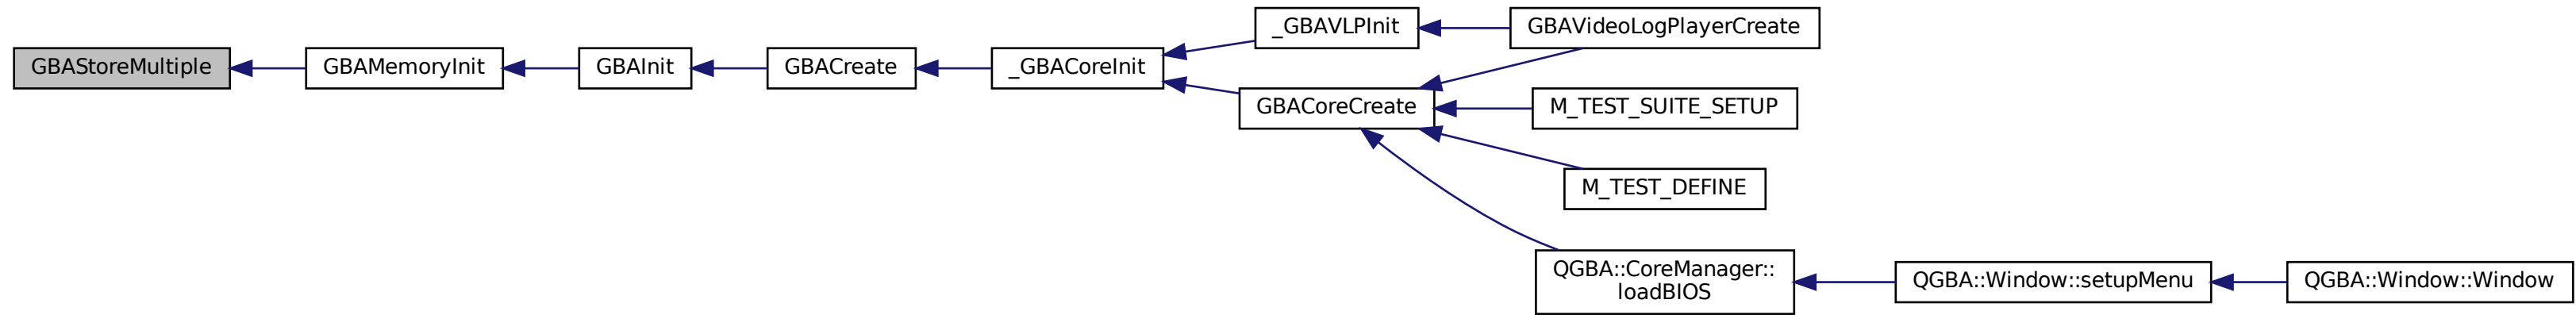 GBAStoreMultiple
GBAMemoryInit
GBAInit
GBACreate
_GBACoreInit
_GBAVLPInit
GBAVideoLogPlayerCreate
GBACoreCreate
M_TEST_SUITE_SETUP
M_TEST_DEFINE
QGBA::CoreManager::
loadBIOS
QGBA::Window::setupMenu
QGBA::Window::Window